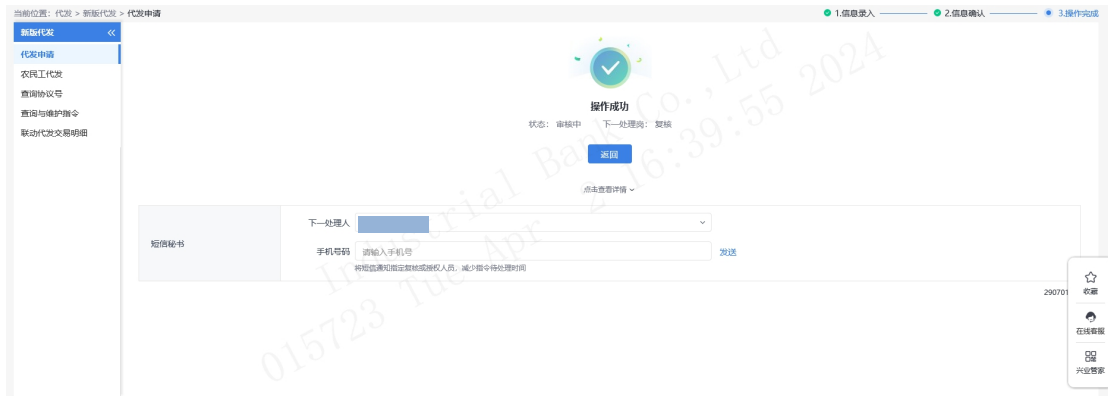 当前位置：代发 > 新版代发 > 代发申请
1.信息录入 2.信息确认 3.操作完成
新版代发 «
代发申请
农民工代发
查询协议号
查询与维护指令
联动代发交易明细
操作成功
状态： 审核中 下一处理岗： 复核
返回
点击查看详情
短信秘书
下一处理人
手机号码 请输入手机号 发送
将短信通知指定复核或授权人员，减少指令待处理时间
290701
收藏
在线客服
兴业管家
Industrial Bank Co., Ltd
015723 Tue Apr 2 16:39:55 2024